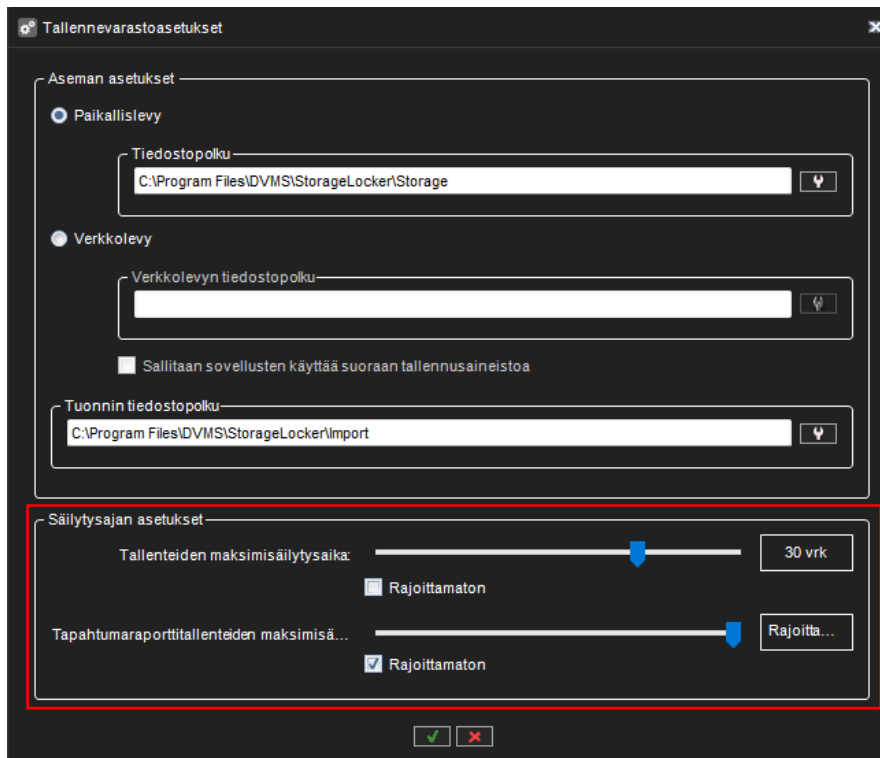 Tallennevarastoasetukset
Aseman asetukset
Paikallislevy
Tiedostopolku
C:\Program Files\DVMS\StorageLocker\Storage
Verkkolevy
Verkkolevyn tiedostopolku
Sallitaan sovellusten käyttää suoraan tallennusaineistoa
Tuonnin tiedostopolku
C:\Program Files\DVMS\StorageLocker\Import
Säilytysajan asetukset
Tallenteiden maksimisäilytysaika: 30 vrk
Rajoittamaton
Tapahtumaraporttitallenteiden maksimisä... Rajoitta...
Rajoittamaton